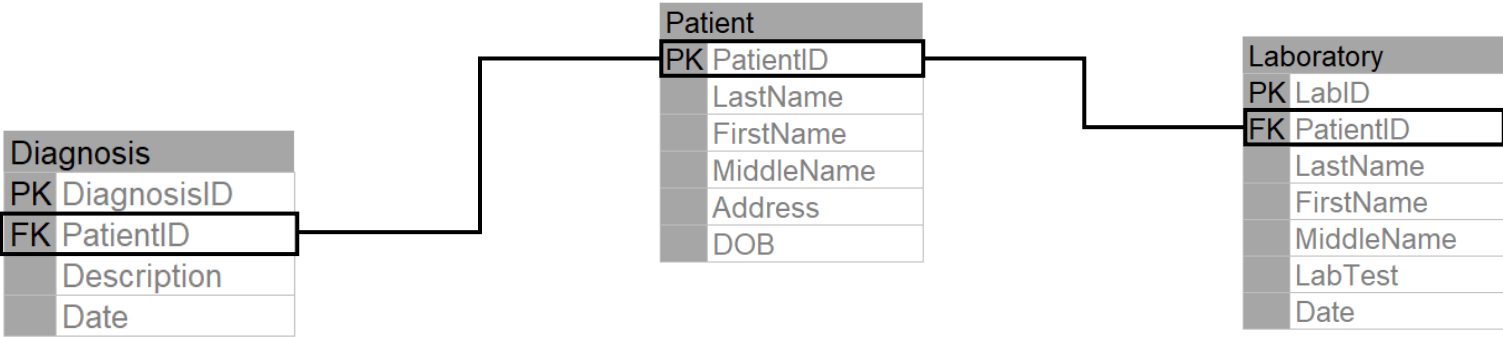 Diagnosis
PK DiagnosisID
FK PatientID
Description
Date
Patient
PK PatientID
LastName
FirstName
MiddleName
Address
DOB
Laboratory
PK LabID
FK PatientID
LastName
FirstName
MiddleName
LabTest
Date